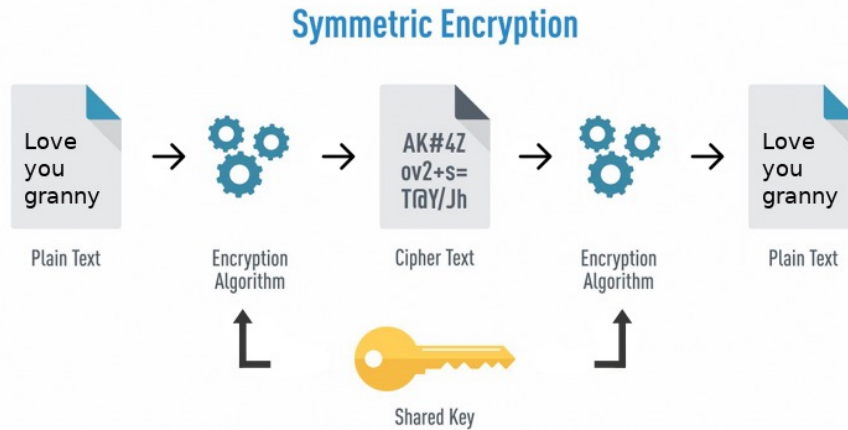 Symmetric Encryption
Love
you
granny
AK#4Z
ov2+s=
T@Y/Jh
Love
you
granny
Plain Text
Encryption
Algorithm
Cipher Text
Encryption
Algorithm
Plain Text
Shared Key